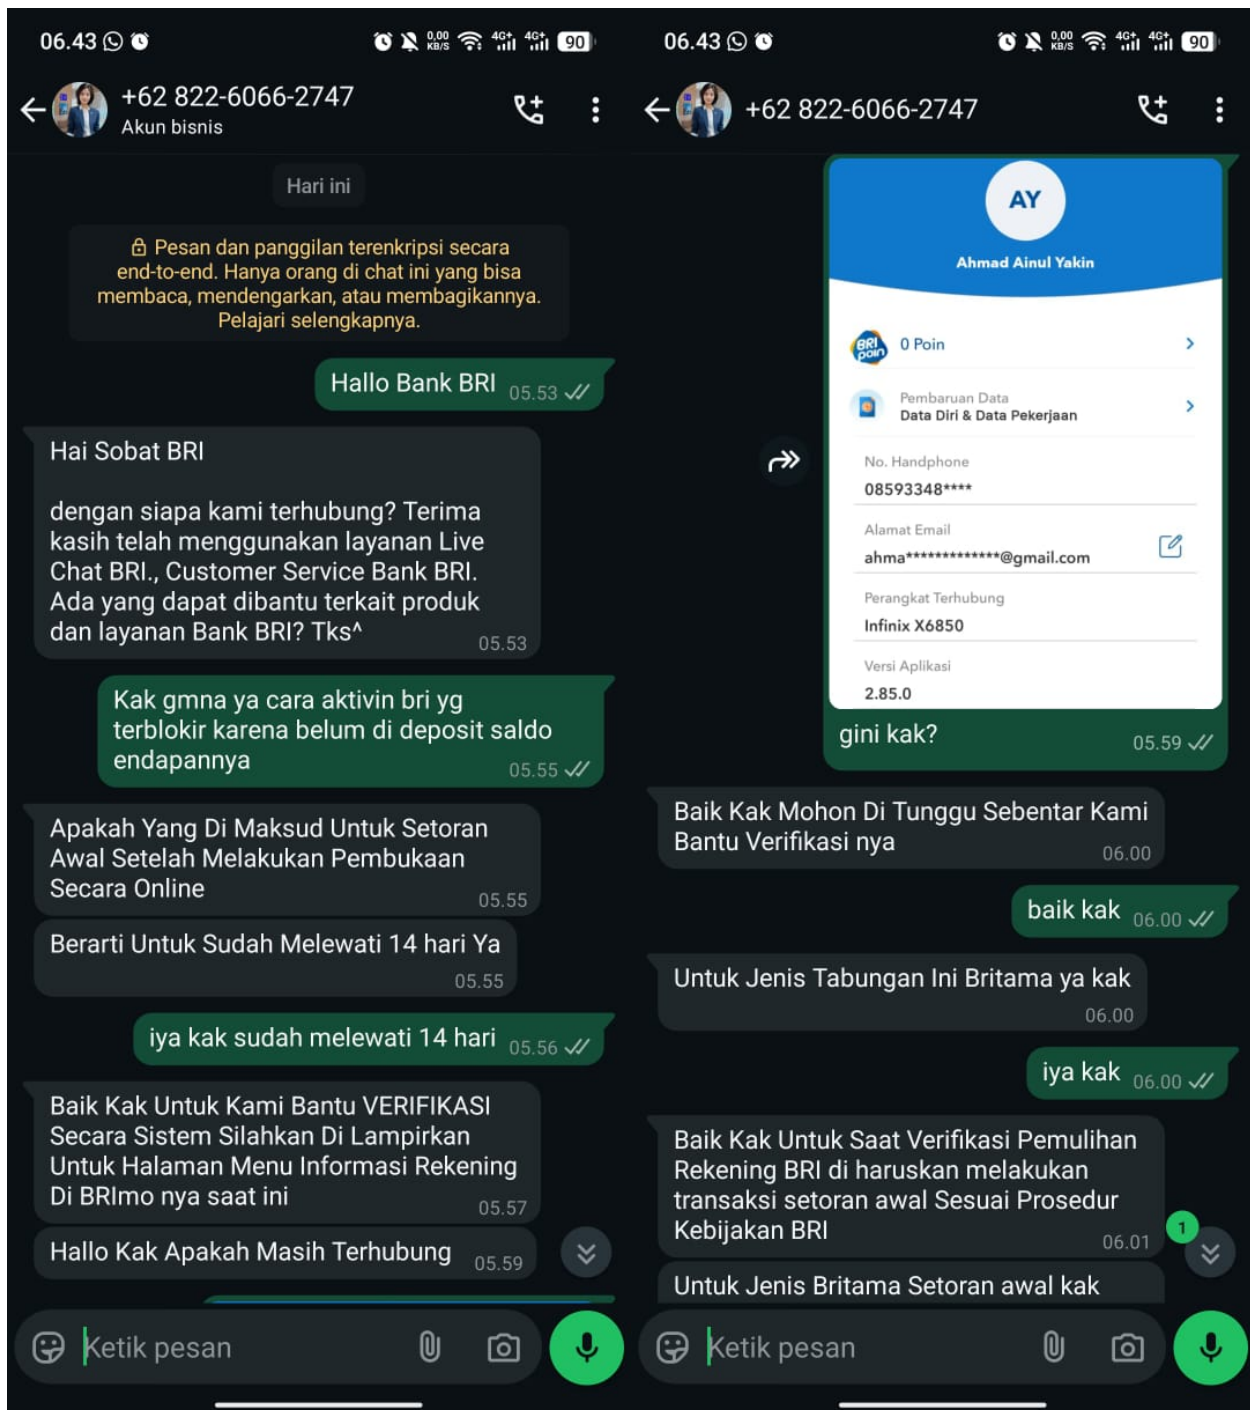 06.43
0,00 KB/S 4G+ 4G+ 90
+62 822-6066-2747
Akun bisnis
Hari ini
Pesan dan panggilan terenkripsi secara
end-to-end. Hanya orang di chat ini yang bisa
membaca, mendengarkan, atau membagikannya.
Pelajari selengkapnya.
Hallo Bank BRI 05.53
Hai Sobat BRI
dengan siapa kami terhubung? Terima
kasih telah menggunakan layanan Live
Chat BRI., Customer Service Bank BRI.
Ada yang dapat dibantu terkait produk
dan layanan Bank BRI? Tks^ 05.53
Kak gmna ya cara aktivin bri yg
terblokir karena belum di deposit saldo
endapannya 05.55
Apakah Yang Di Maksud Untuk Setoran
Awal Setelah Melakukan Pembukaan
Secara Online 05.55
Berarti Untuk Sudah Melewati 14 hari Ya
05.55
iya kak sudah melewati 14 hari 05.56
Baik Kak Untuk Kami Bantu VERIFIKASI
Secara Sistem Silahkan Di Lampirkan
Untuk Halaman Menu Informasi Rekening
Di BRImo nya saat ini 05.57
Hallo Kak Apakah Masih Terhubung 05.59
Ketik pesan
06.43
0,00 KB/S 4G+ 4G+ 90
+62 822-6066-2747
AY
Ahmad Ainul Yakin
BRI poin 0 Poin
Pembaruan Data
Data Diri & Data Pekerjaan
No. Handphone
08593348****
Alamat Email
ahma*************@gmail.com
Perangkat Terhubung
Infinix X6850
Versi Aplikasi
2.85.0
gini kak? 05.59
Baik Kak Mohon Di Tunggu Sebentar Kami
Bantu Verifikasi nya 06.00
baik kak 06.00
Untuk Jenis Tabungan Ini Britama ya kak
06.00
iya kak 06.00
Baik Kak Untuk Saat Verifikasi Pemulihan
Rekening BRI di haruskan melakukan
transaksi setoran awal Sesuai Prosedur
Kebijakan BRI 06.01
1
Untuk Jenis Britama Setoran awal kak
Ketik pesan